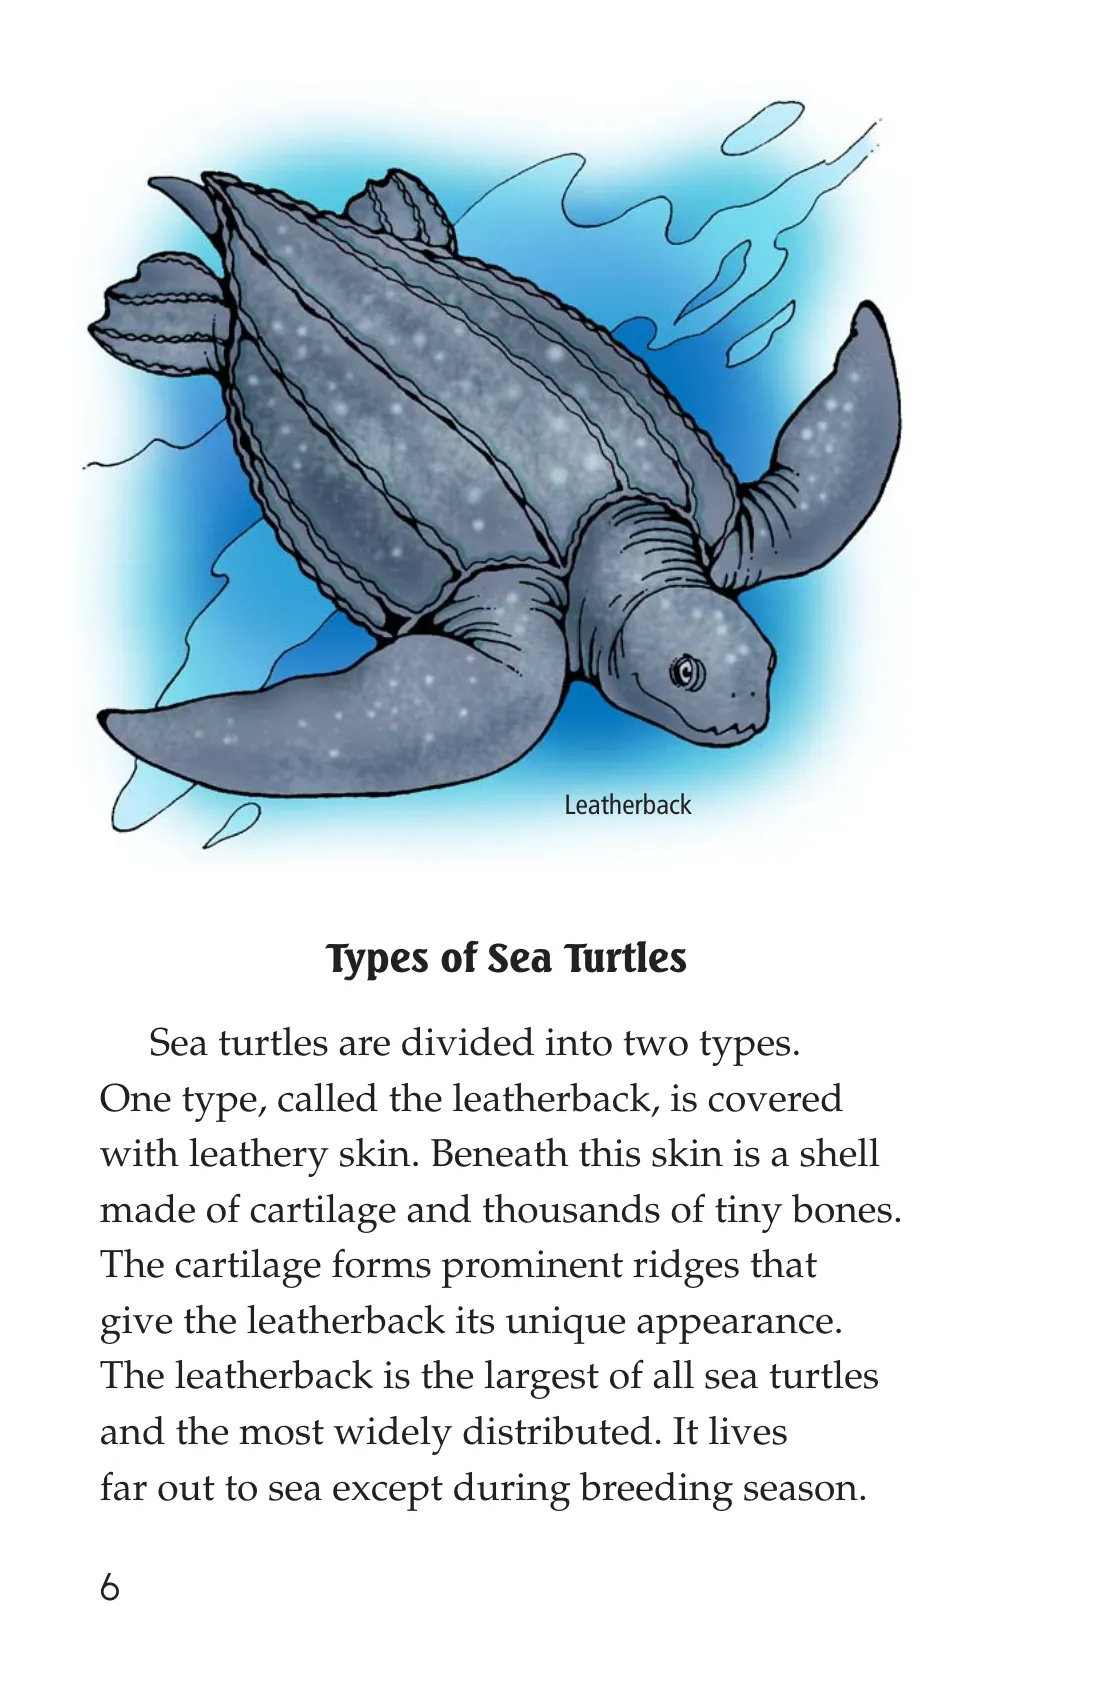 Leatherback
Types of Sea Turtles
Sea turtles are divided into two types.
One type, called the leatherback, is covered
with leathery skin. Beneath this skin is a shell
made of cartilage and thousands of tiny bones.
The cartilage forms prominent ridges that
give the leatherback its unique appearance.
The leatherback is the largest of all sea turtles
and the most widely distributed. It lives
far out to sea except during breeding season.
6